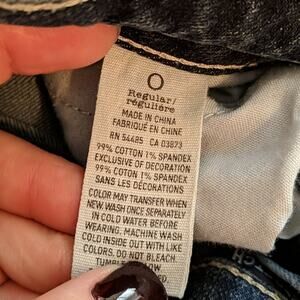 O
Regular/
régulière
MADE IN CHINA
FABRIQUÉ EN CHINE
RN 54485 CA 03873
99% COTTON 1% SPANDEX
EXCLUSIVE OF DECORATION
99% COTON 1% SPANDEX
SANS LES DÉCORATIONS
COLOR MAY TRANSFER WHEN
NEW. WASH ONCE SEPARATELY
IN COLD WATER BEFORE
WEARING. MACHINE WASH
COLD INSIDE OUT WITH LIKE
COLORS. DO NOT BLEACH
TUMBLE